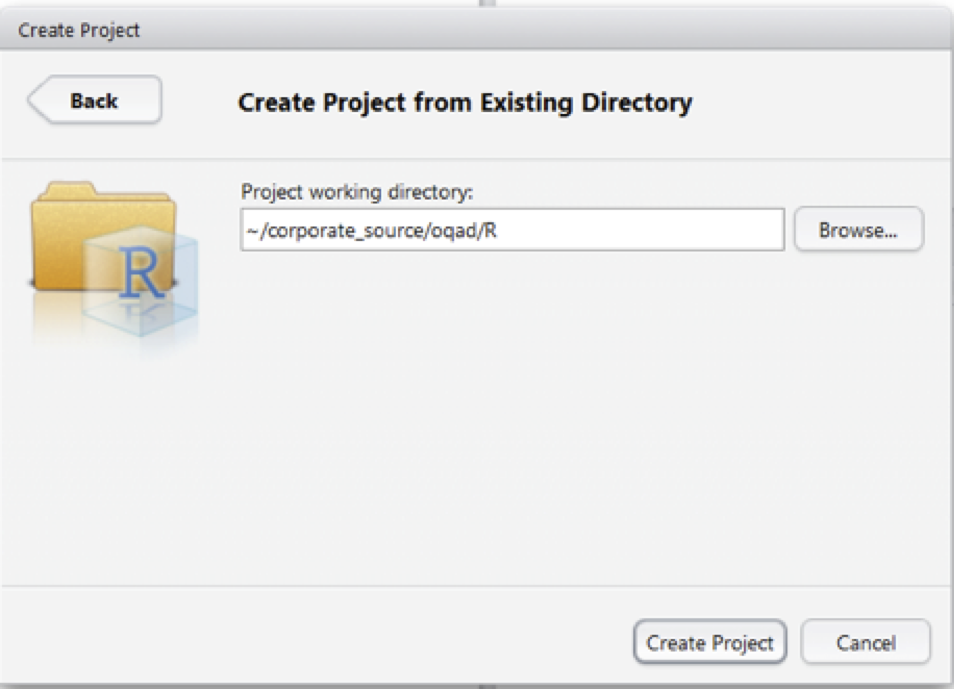 Create Project
Back
Create Project from Existing Directory
Project working directory:
~/corporate_source/oqad/R
Browse...
R
Create Project
Cancel